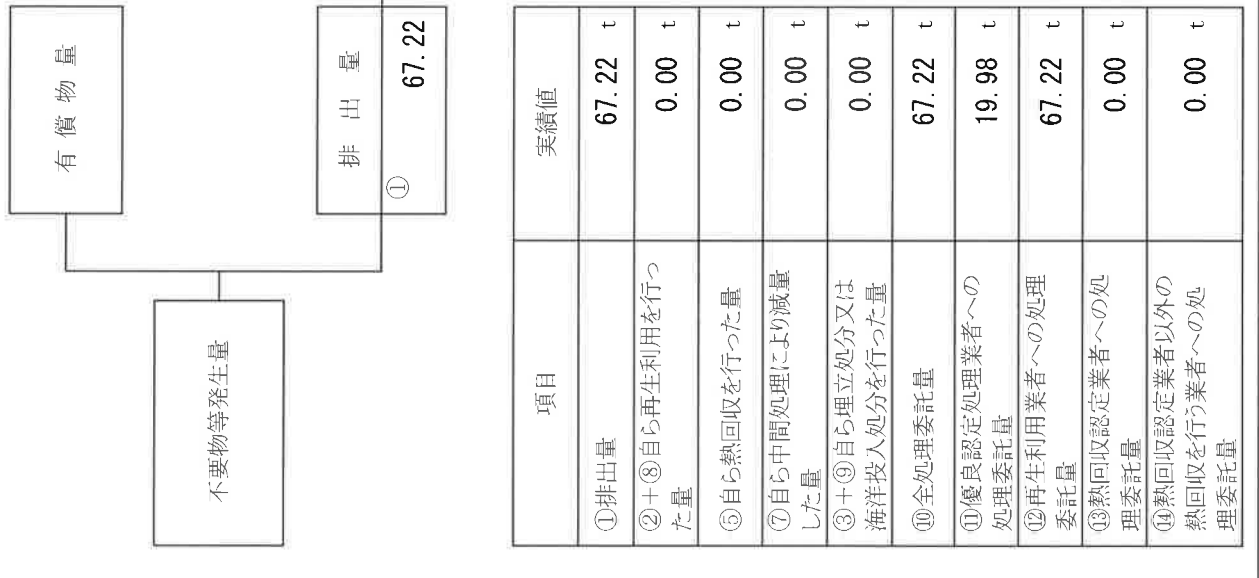 有償物量
不要物等発生量
排出量
①
67.22
項目
実績値
①排出量
67.22 t
②+⑧自ら再生利用を行っ
た量
0.00 t
⑤自ら熱回収を行った量
0.00 t
⑦自ら中間処理により減量
した量
0.00 t
③+⑨自ら埋立処分又は
海洋投入処分を行った量
0.00 t
⑩全処理委託量
67.22 t
⑪優良認定処理業者への
処理委託量
19.98 t
⑫再生利用業者への処理
委託量
67.22 t
⑬熱回収認定業者への処
理委託量
0.00 t
⑭熱回収認定業者以外の
熱回収を行う業者への処
理委託量
0.00 t